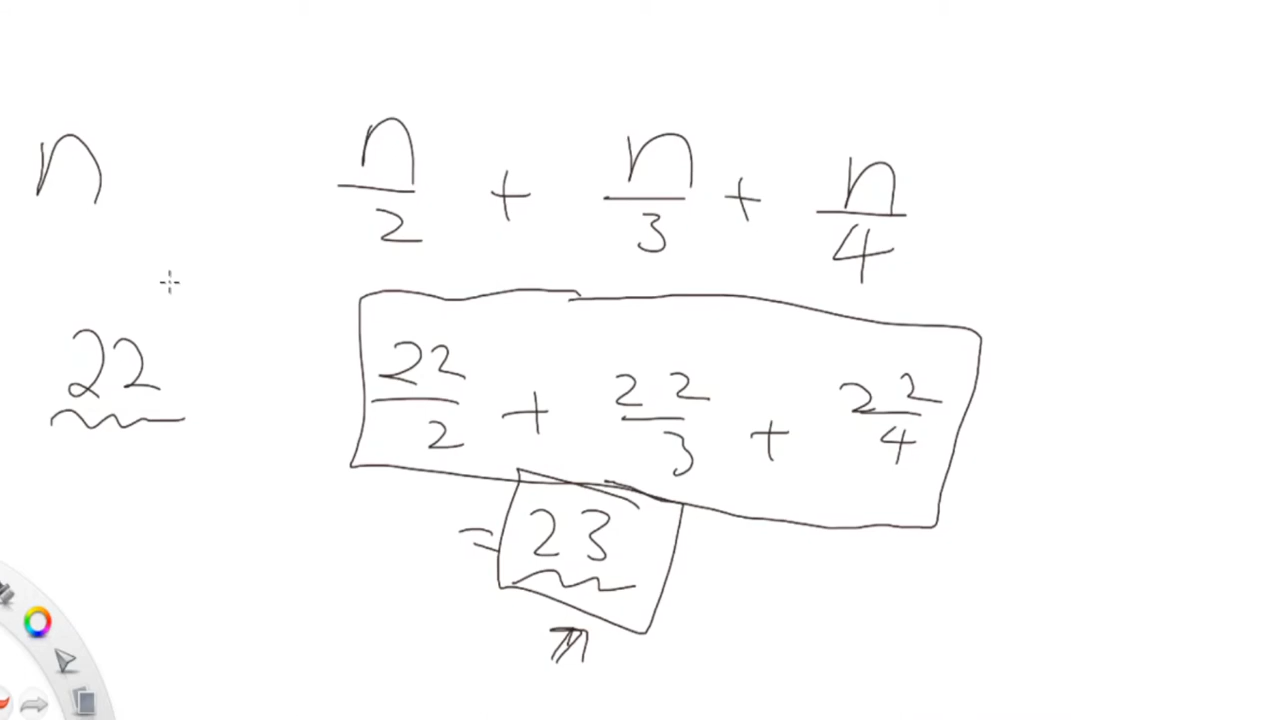 n n/2 + n/3 + n/4
22 22/2 + 22/3 + 22/4
= 23